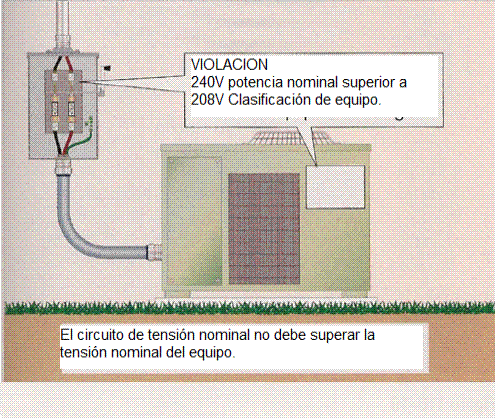 VIOLACION
240V potencia nominal superior a
208V Clasificación de equipo.
El circuito de tensión nominal no debe superar la
tensión nominal del equipo.